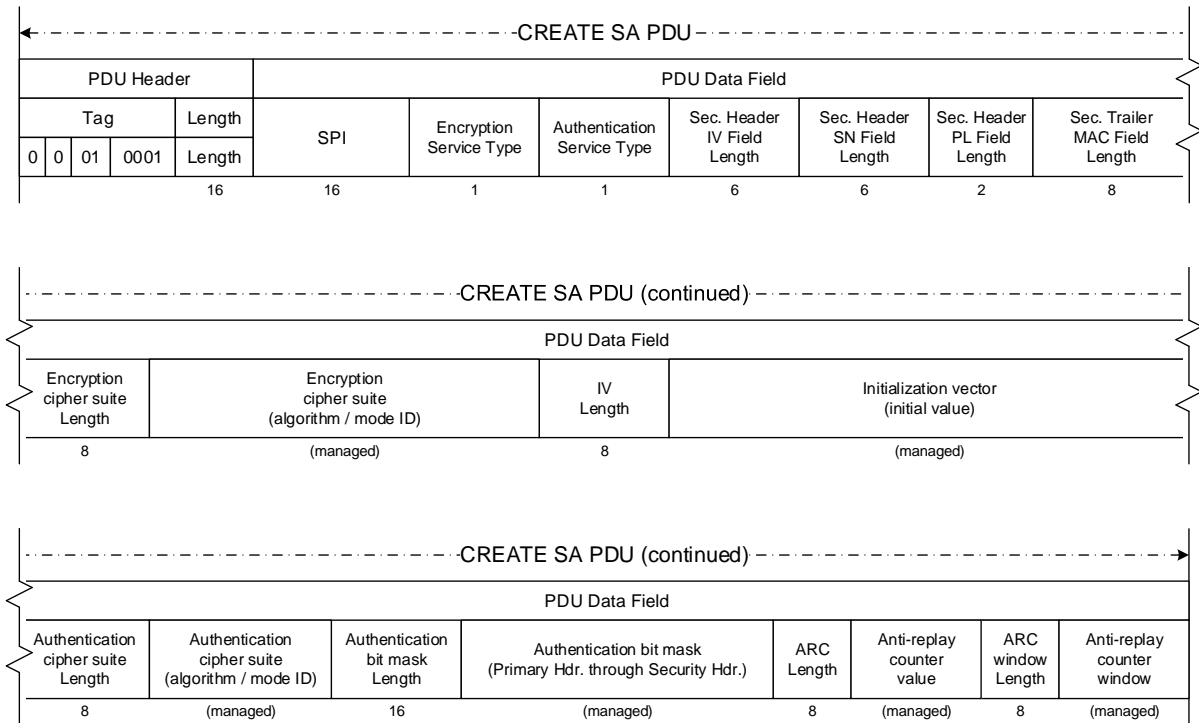 CREATE SA PDU
PDU Header PDU Data Field
Tag Length SPI Encryption Service Type Authentication Service Type Sec. Header IV Field Length Sec. Header SN Field Length Sec. Header PL Field Length Sec. Trailer MAC Field Length
0 0 01 0001 Length
16 16 1 1 6 6 2 8
CREATE SA PDU (continued)
PDU Data Field
Encryption cipher suite Length Encryption cipher suite (algorithm / mode ID) IV Length Initialization vector (initial value)
8 (managed) 8 (managed)
CREATE SA PDU (continued)
PDU Data Field
Authentication cipher suite Length Authentication cipher suite (algorithm / mode ID) Authentication bit mask Length Authentication bit mask (Primary Hdr. through Security Hdr.) ARC Length Anti-replay counter value ARC window Length Anti-replay counter window
8 (managed) 16 (managed) 8 (managed) 8 (managed)